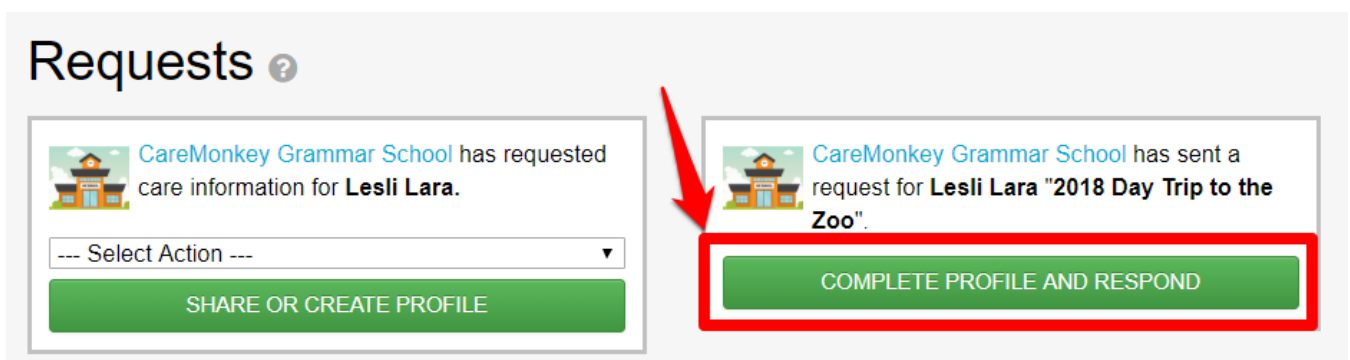 Requests ?
CareMonkey Grammar School has requested
care information for Lesli Lara.
--- Select Action ---
SHARE OR CREATE PROFILE
CareMonkey Grammar School has sent a
request for Lesli Lara "2018 Day Trip to the
Zoo".
COMPLETE PROFILE AND RESPOND